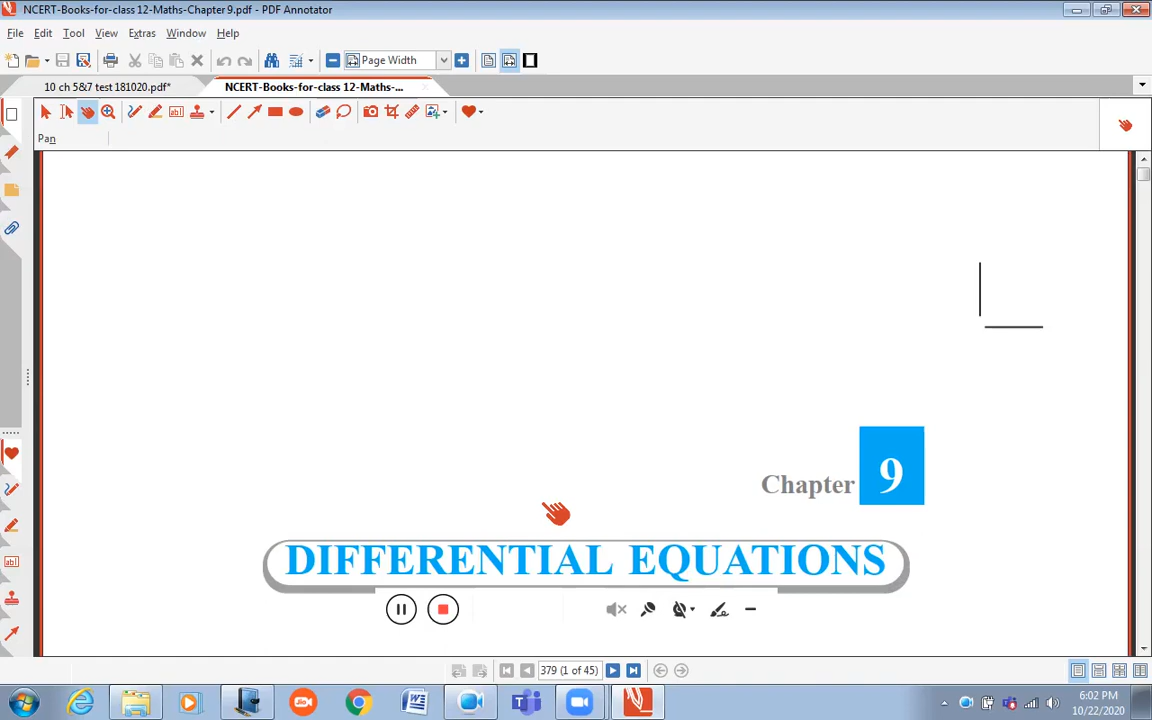 NCERT-Books-for-class 12-Maths-Chapter 9.pdf - PDF Annotator
File Edit Tool View Extras Window Help
Page Width
10 ch 5&7 test 181020.pdf* NCERT-Books-for-class 12-Maths-...
Pan
Chapter 9
DIFFERENTIAL EQUATIONS
379 (1 of 45)
6:02 PM
10/22/2020